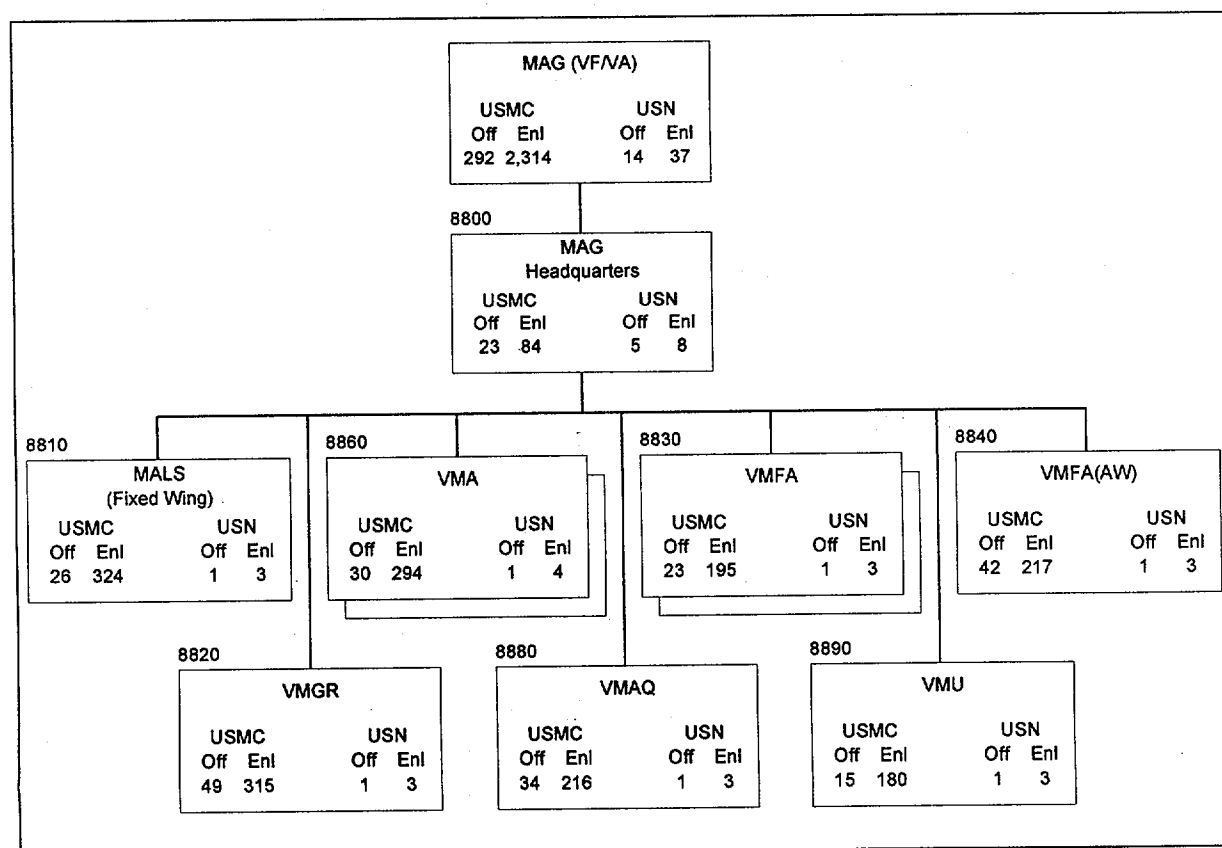 MAG (VF/VA)
USMC USN
Off Enl Off Enl
292 2,314 14 37
8800
MAG
Headquarters
USMC USN
Off Enl Off Enl
23 84 5 8
8810
MALS
(Fixed Wing)
USMC USN
Off Enl Off Enl
26 324 1 3
8860
VMA
USMC USN
Off Enl Off Enl
30 294 1 4
8830
VMFA
USMC USN
Off Enl Off Enl
23 195 1 3
8840
VMFA(AW)
USMC USN
Off Enl Off Enl
42 217 1 3
8820
VMGR
USMC USN
Off Enl Off Enl
49 315 1 3
8880
VMAQ
USMC USN
Off Enl Off Enl
34 216 1 3
8890
VMU
USMC USN
Off Enl Off Enl
15 180 1 3